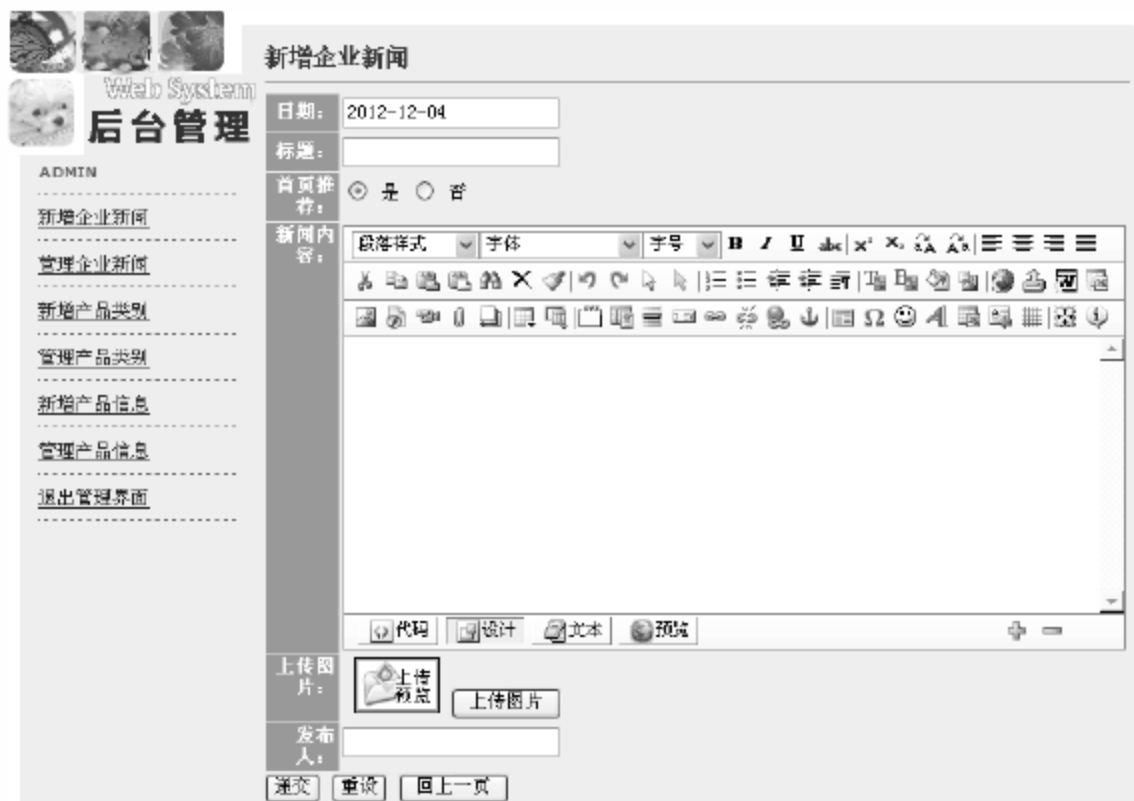 Web System
后台管理
ADMIN
新增企业新闻
管理企业新闻
新增产品类别
管理产品类别
新增产品信息
管理产品信息
退出管理界面
新增企业新闻
日期： 2012-12-04
标题：
首页推荐： 是 否
新闻内容：
段落样式 字体 字号
代码 设计 文本 预览
上传图片： 上传预览 上传图片
发布人：
递交 重设 回上一页